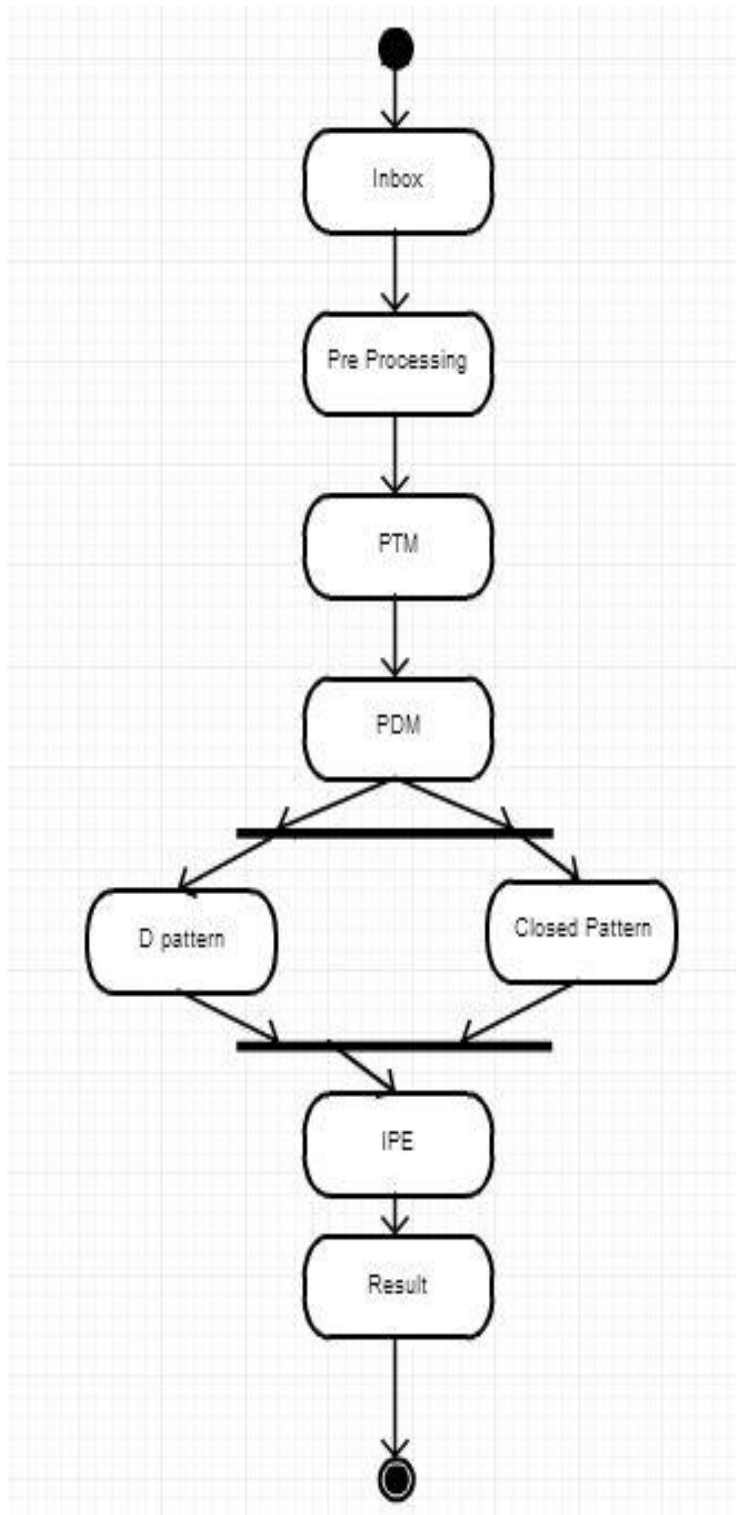 Inbox
Pre Processing
PTM
PDM
D pattern
Closed Pattern
IPE
Result